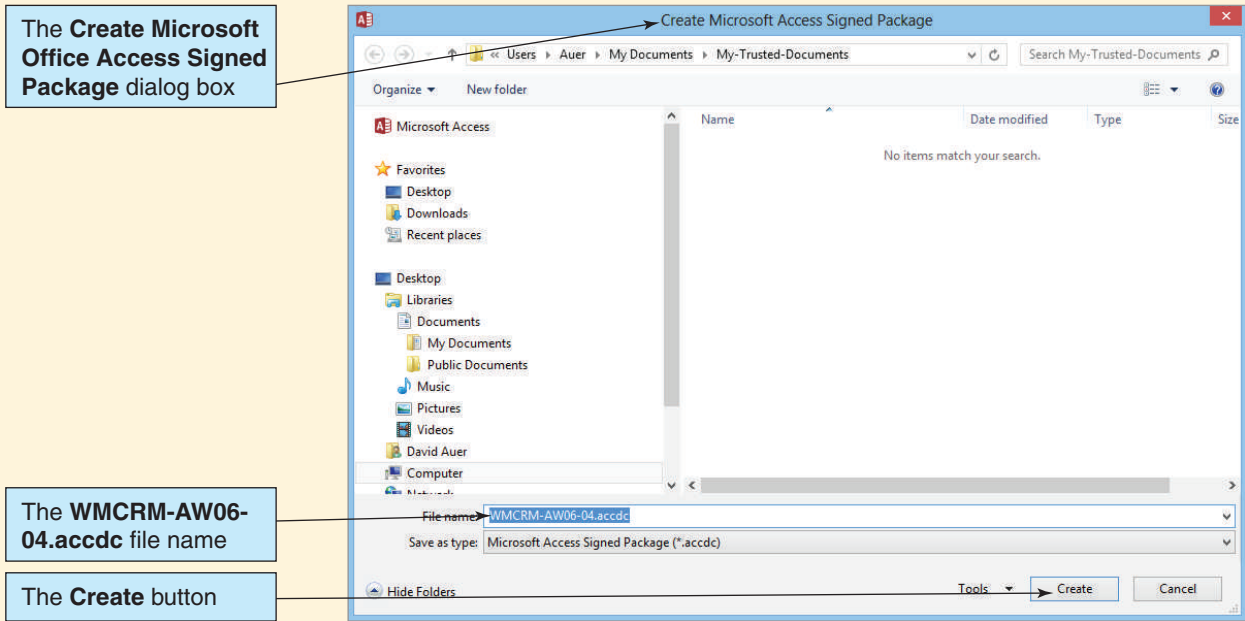 The Create Microsoft
Office Access Signed
Package dialog box
Create Microsoft Access Signed Package
« Users ▸ Auer ▸ My Documents ▸ My-Trusted-Documents
Search My-Trusted-Documents
Organize
New folder
Name
Date modified
Type
Size
No items match your search.
Microsoft Access
Favorites
Desktop
Downloads
Recent places
Desktop
Libraries
Documents
My Documents
Public Documents
Music
Pictures
Videos
David Auer
Computer
The WMCRM-AW06-
04.accdc file name
File name: WMCRM-AW06-04.accdc
Save as type: Microsoft Access Signed Package (*.accdc)
The Create button
Hide Folders
Tools
Create
Cancel